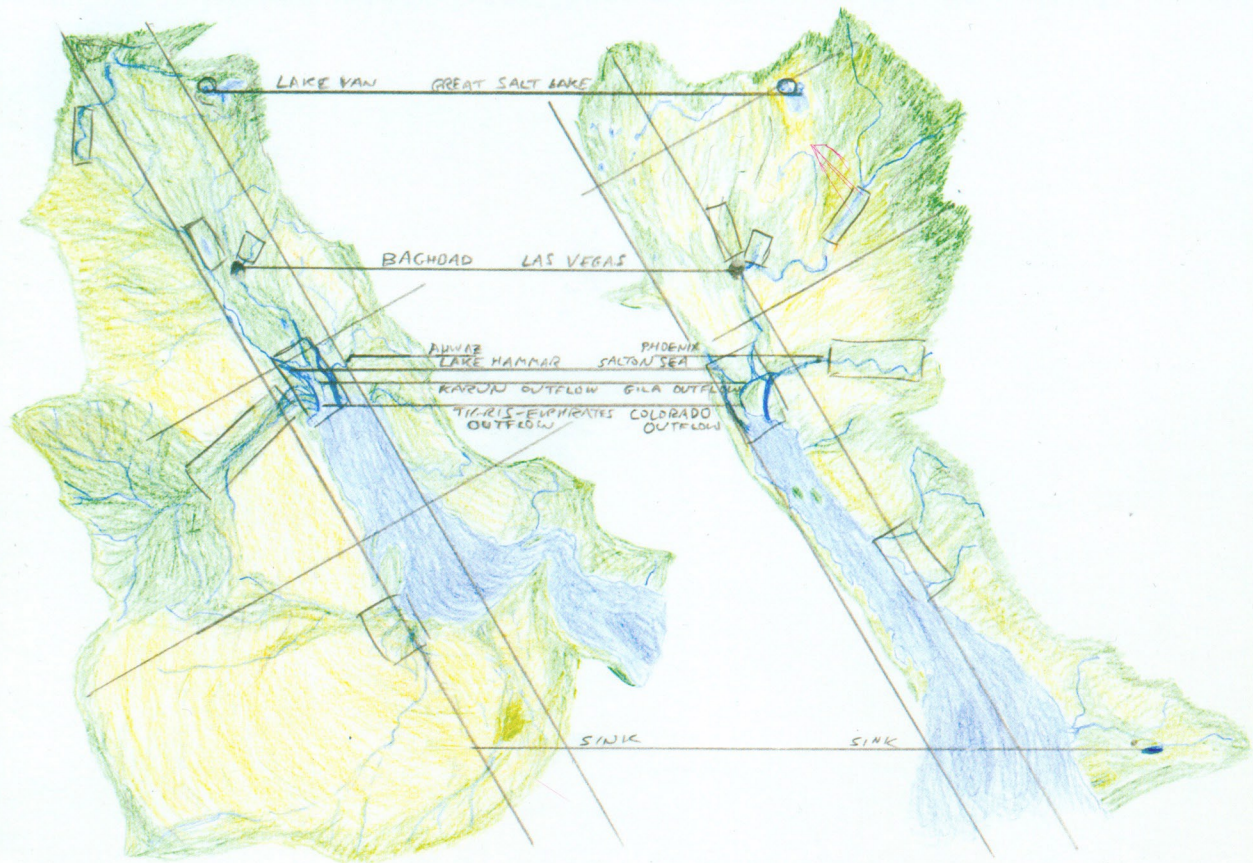 LAKE VAN GREAT SALT LAKE
BAGHDAD LAS VEGAS
AHWAZ PHOENIX
LAKE HAMMAR SALTON SEA
KARUN OUTFLOW GILA OUTFLOW
TIGRIS-EUPHRATES COLORADO
OUTFLOW OUTFLOW
SINK SINK